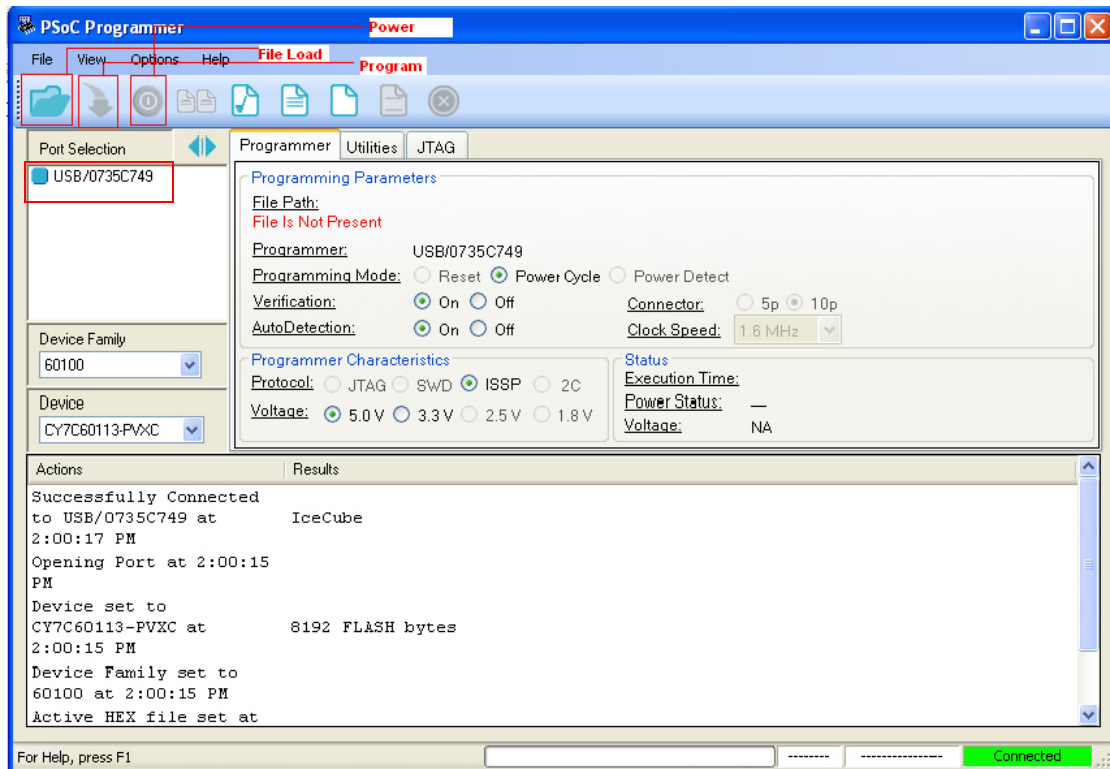 PSoC Programmer
Power
File View Options Help
File Load
Program
Port Selection
USB/0735C749
Programmer Utilities JTAG
Programming Parameters
File Path:
File Is Not Present
Programmer: USB/0735C749
Programming Mode: Reset Power Cycle Power Detect
Verification: On Off Connector: 5p 10p
AutoDetection: On Off Clock Speed: 1.6 MHz
Device Family
60100
Device
CY7C60113-PVXC
Programmer Characteristics
Protocol: JTAG SWD ISSP 2C
Voltage: 5.0 V 3.3 V 2.5 V 1.8 V
Status
Execution Time:
Power Status: __
Voltage: NA
Actions Results
Successfully Connected
to USB/0735C749 at IceCube
2:00:17 PM
Opening Port at 2:00:15
PM
Device set to
CY7C60113-PVXC at 8192 FLASH bytes
2:00:15 PM
Device Family set to
60100 at 2:00:15 PM
Active HEX file set at
For Help, press F1 -------- ---------------- Connected